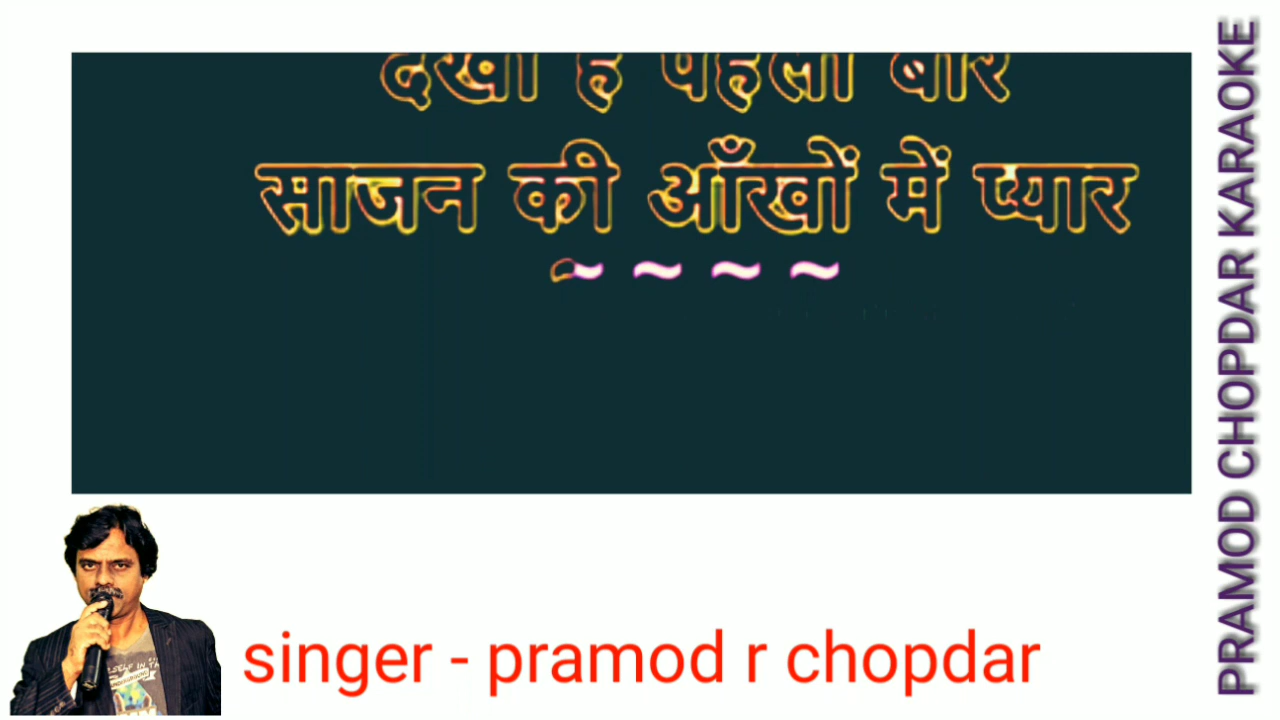 देखा है पहली बार
साजन की आँखों में प्यार
~ ~ ~ ~
singer - pramod r chopdar
PRAMOD CHOPDAR KARAOKE